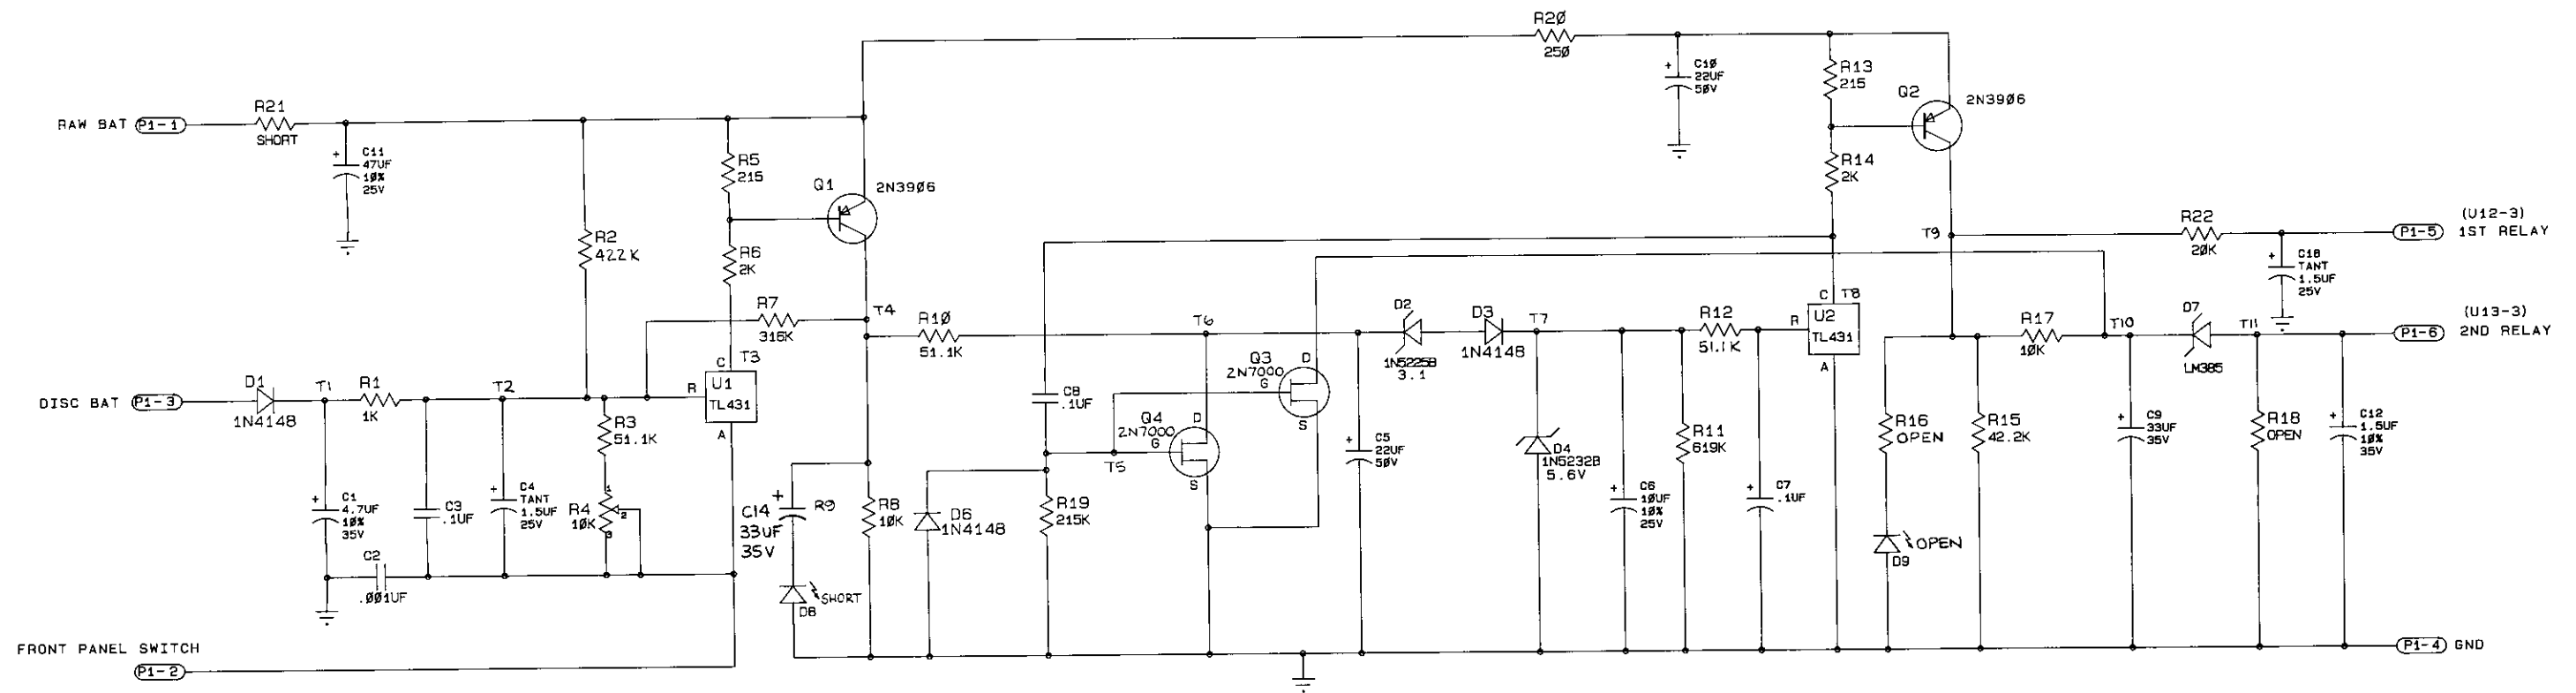 R20
250
C10
22UF
50V
R13
215
Q2
2N3906
RAW BAT P1-1
R21
SHORT
C11
47UF
10%
25V
R5
215
Q1
2N3906
R14
2K
R2
422K
R6
2K
T9
R22
20K
P1-5
(U12-3)
1ST RELAY
C18
TANT
1.5UF
25V
R7
316K
T4
R10
51.1K
T6
D2
1N5225B
3.1
D3
1N4148
T7
R12
51.1K
C T8
R U2
TL431
A
R17
10K
T10
D7
LM385
T11
P1-6
(U13-3)
2ND RELAY
DISC BAT P1-3
D1
1N4148
T1
R1
1K
T2
C T3
R U1
TL431
A
R3
51.1K
C8
.1UF
Q3
2N7000
D
G
S
Q4
2N7000
D
G
S
T5
C5
22UF
50V
D4
1N5232B
5.6V
R11
619K
R16
OPEN
R15
42.2K
C9
33UF
35V
R18
OPEN
C12
1.5UF
10%
35V
C1
4.7UF
10%
35V
C3
.1UF
C4
TANT
1.5UF
25V
R4
10K
1
2
3
C14
33UF
35V
R9
R8
10K
D6
1N4148
R19
215K
C6
10UF
10%
25V
C7
.1UF
OPEN
D9
C2
.001UF
SHORT
D8
FRONT PANEL SWITCH
P1-2
P1-4 GND